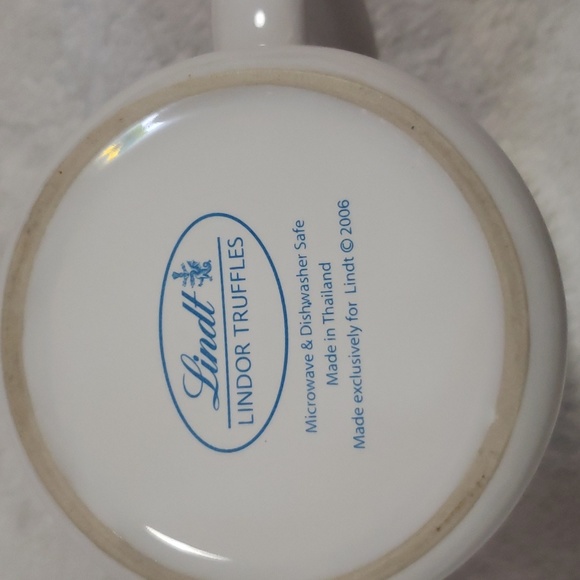 Lindt
LINDOR TRUFFLES
Microwave & Dishwasher Safe
Made in Thailand
Made exclusively for Lindt © 2006